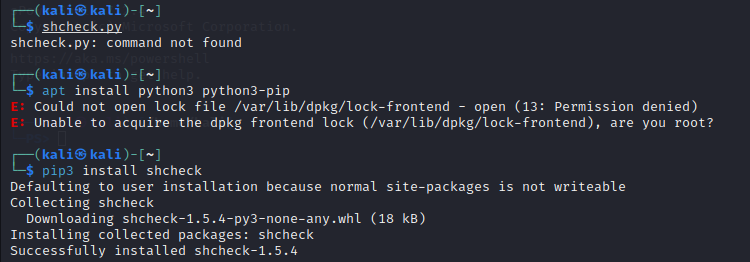 ┌──(kali㉿kali)-[~]
└─$ shcheck.py
shcheck.py: command not found
┌──(kali㉿kali)-[~]
└─$ apt install python3 python3-pip
E: Could not open lock file /var/lib/dpkg/lock-frontend - open (13: Permission denied)
E: Unable to acquire the dpkg frontend lock (/var/lib/dpkg/lock-frontend), are you root?
┌──(kali㉿kali)-[~]
└─$ pip3 install shcheck
Defaulting to user installation because normal site-packages is not writeable
Collecting shcheck
  Downloading shcheck-1.5.4-py3-none-any.whl (18 kB)
Installing collected packages: shcheck
Successfully installed shcheck-1.5.4